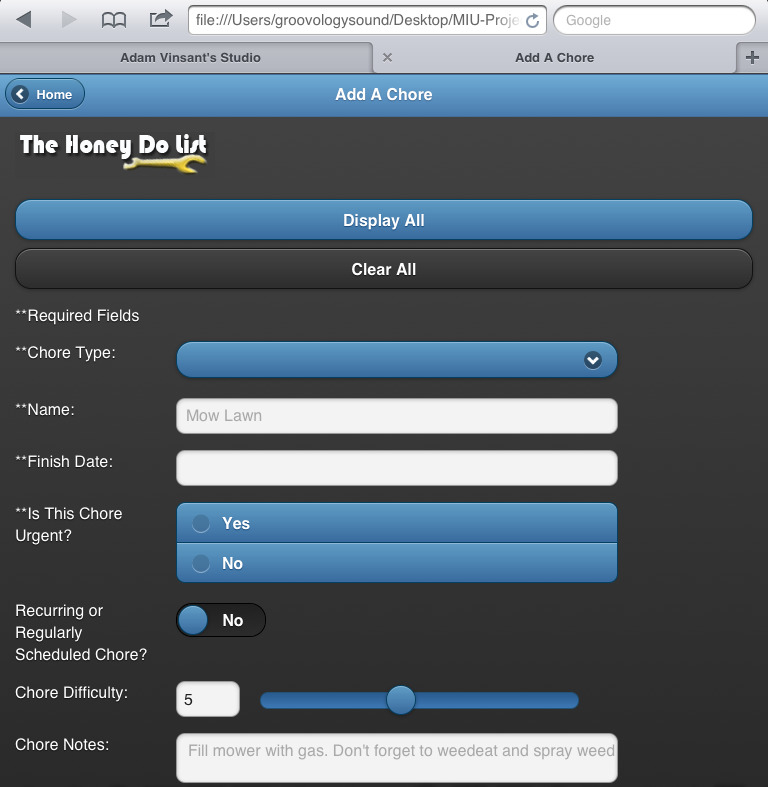 file:///Users/groovologysound/Desktop/MIU-Proje
Google
Adam Vinsant's Studio
Add A Chore
Home
Add A Chore
The Honey Do List
Display All
Clear All
**Required Fields
**Chore Type:
**Name:
Mow Lawn
**Finish Date:
**Is This Chore
Urgent?
Yes
No
Recurring or
Regularly
Scheduled Chore?
No
Chore Difficulty:
5
Chore Notes:
Fill mower with gas. Don't forget to weedeat and spray weed